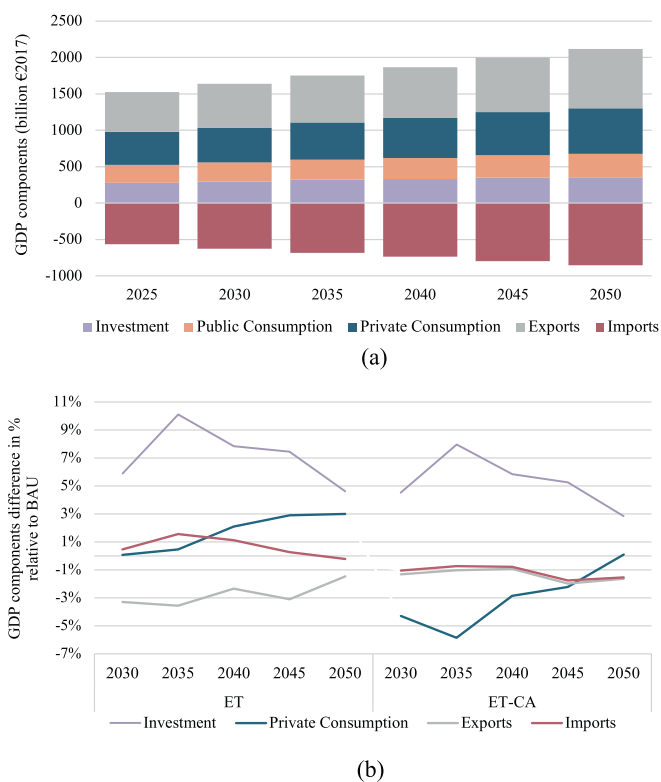 GDP components (billion €2017)
2500
2000
1500
1000
500
0
-500
-1000
2025 2030 2035 2040 2045 2050
Investment Public Consumption Private Consumption Exports Imports
(a)
GDP components difference in %
relative to BAU
11%
9%
7%
5%
3%
1%
-1%
-3%
-5%
-7%
2030 2035 2040 2045 2050 2030 2035 2040 2045 2050
ET ET-CA
Investment Private Consumption Exports Imports
(b)